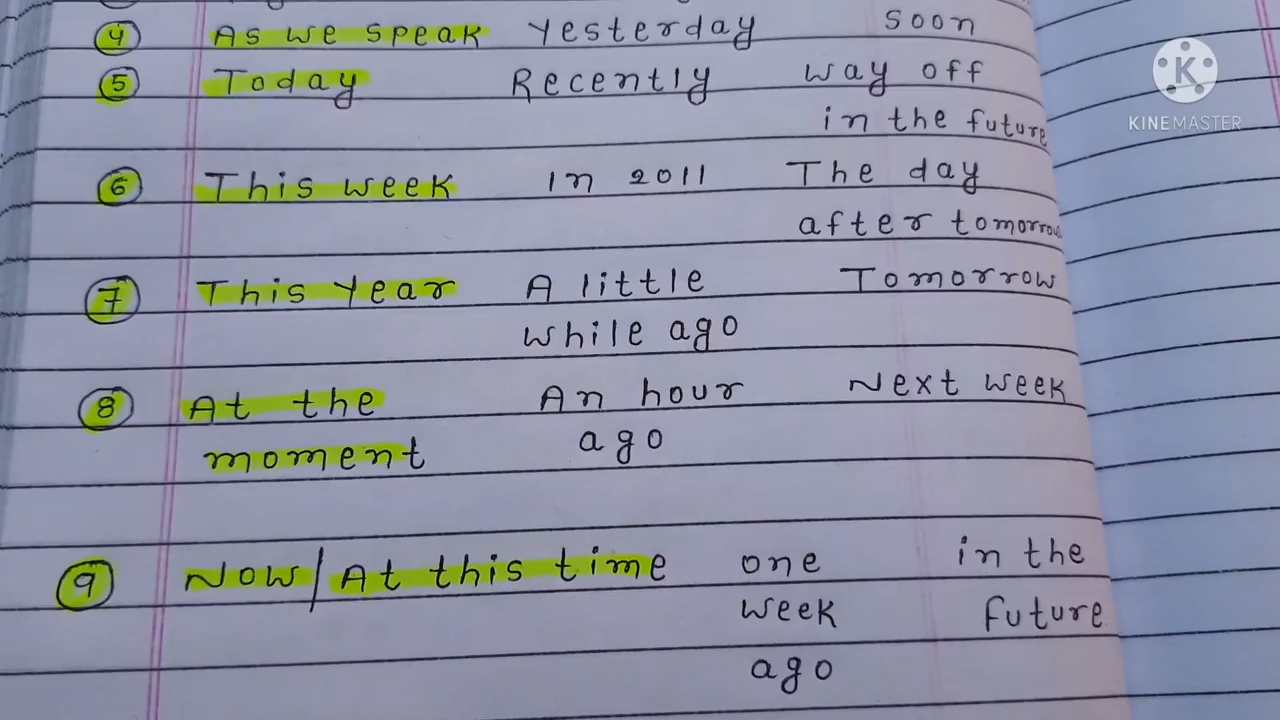 4 As we speak Yesterday Soon
5 Today Recently way off
in the future
6 This week In 2011 The day
after tomorrow
7 This year A little Tomorrow
while ago
8 At the An hour Next week
moment ago
9 Now/At this time one in the
week future
ago
K
KINEMASTER